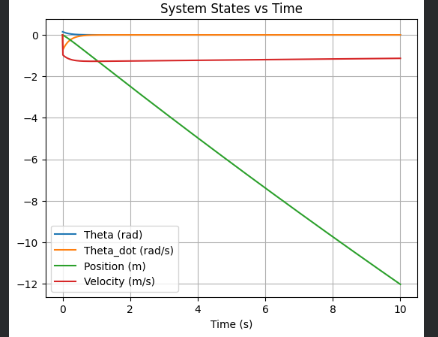 System States vs Time
0
−2
−4
−6
−8
−10
−12
Theta (rad)
Theta_dot (rad/s)
Position (m)
Velocity (m/s)
0 2 4 6 8 10
Time (s)